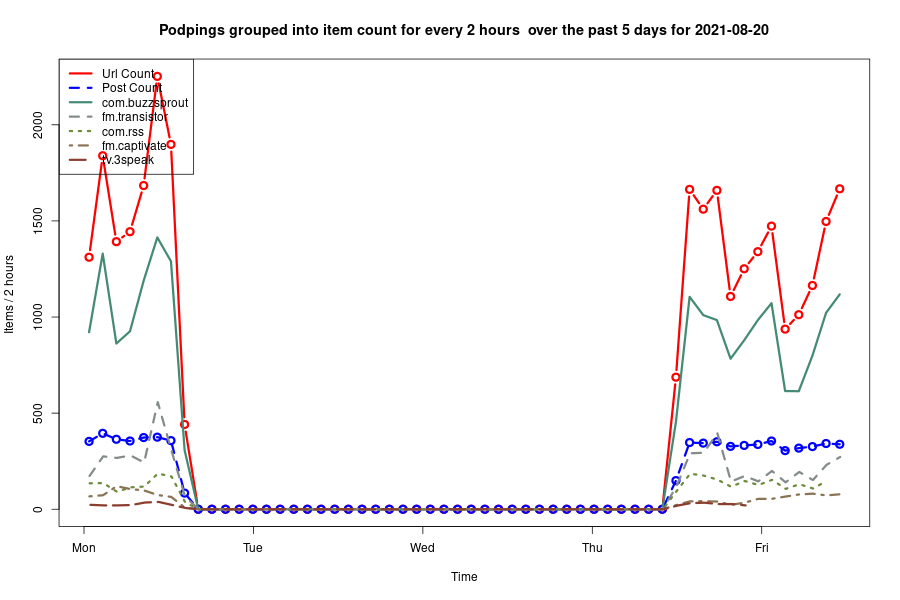 Podpings grouped into item count for every 2 hours  over the past 5 days for 2021-08-20
Url Count
Post Count
com.buzzsprout
fm.transistor
com.rss
fm.captivate
tv.3speak
Items / 2 hours
2000
1500
1000
500
0
Mon
Tue
Wed
Thu
Fri
Time